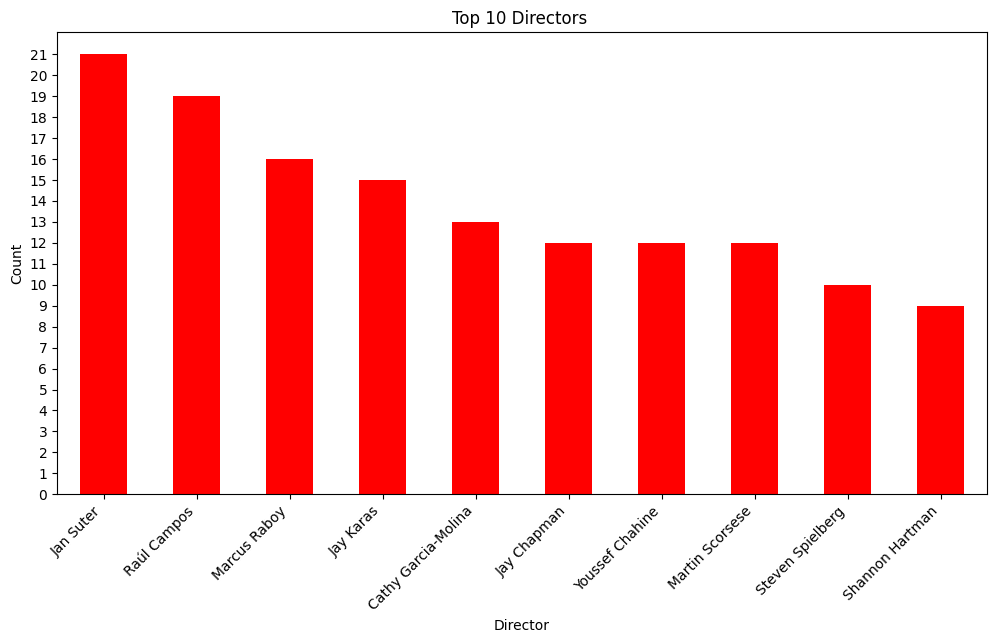 Top 10 Directors
21
20
19
18
17
16
15
14
13
12
11
10
9
8
7
6
5
4
3
2
1
0
Count
Jan Suter
Raúl Campos
Marcus Raboy
Jay Karas
Cathy Garcia-Molina
Jay Chapman
Youssef Chahine
Martin Scorsese
Steven Spielberg
Shannon Hartman
Director